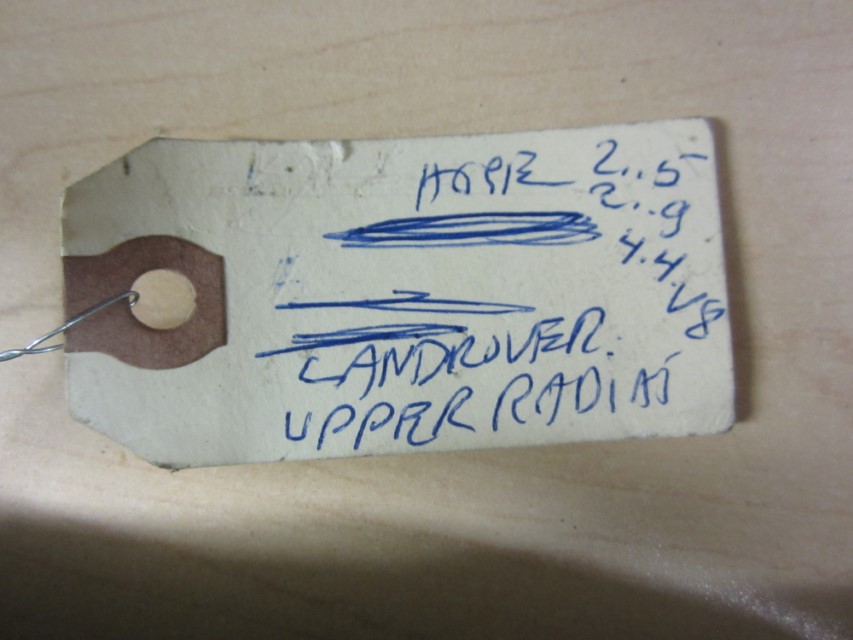 HOSE 2..5
2..9
4.4
V8
LANDROVER.
UPPER RADIAT